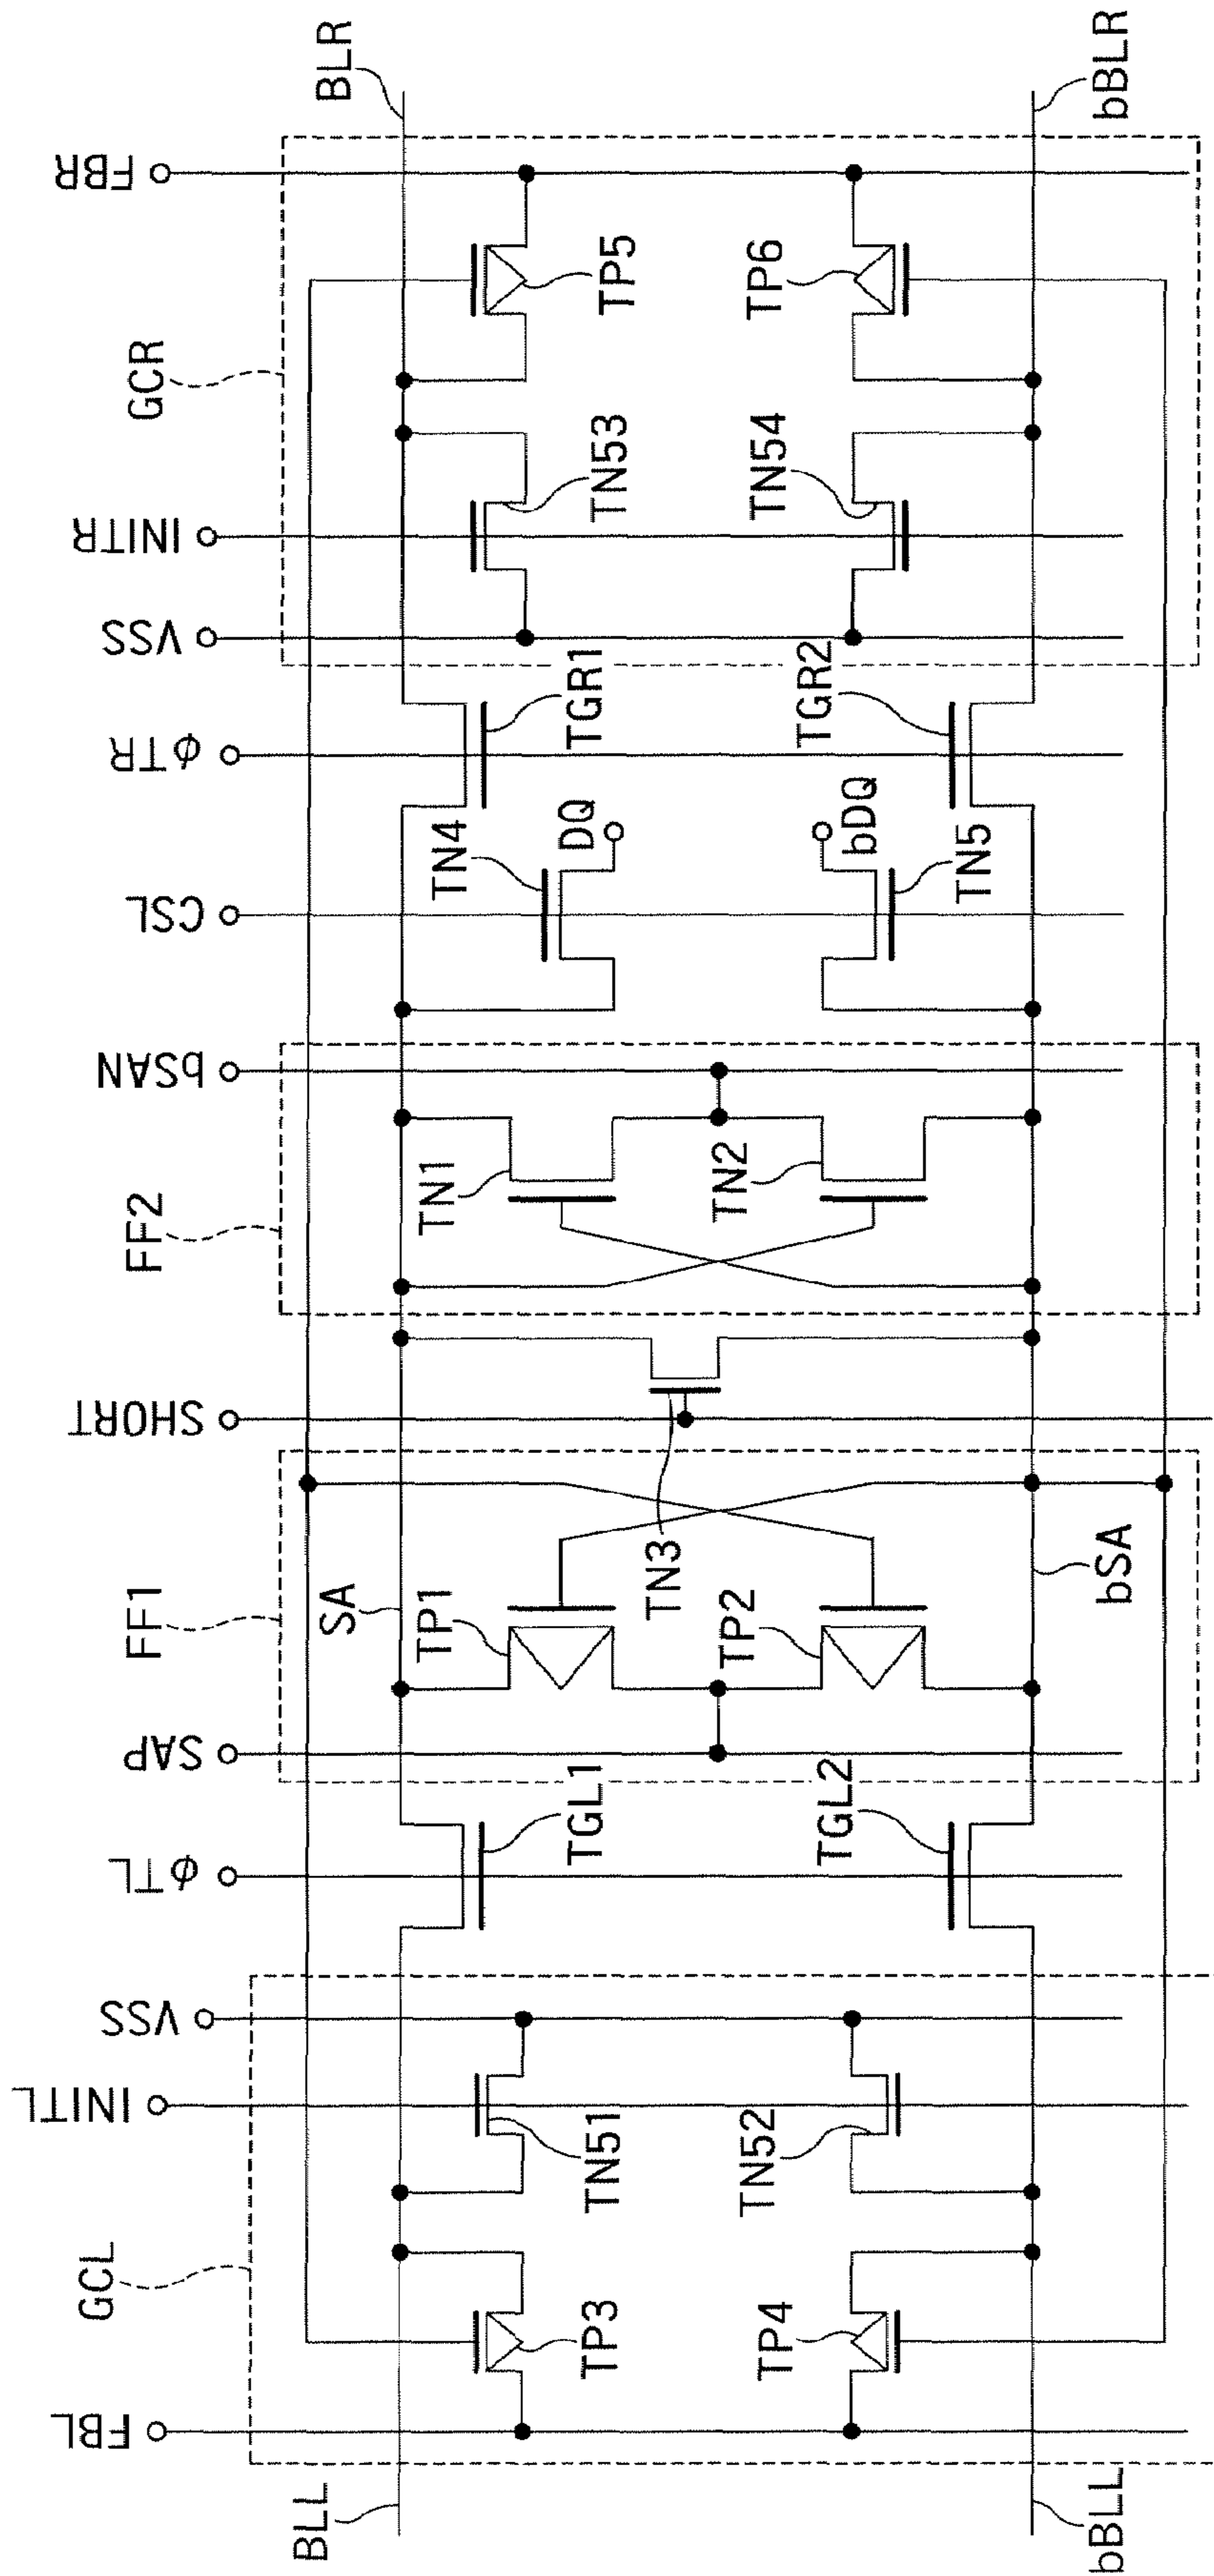 FBL
INITL
VSS
φTL
SAP
SHORT
bSAN
CSL
φTR
VSS
INITR
FBR
GCL
FF1
FF2
GCR
BLL
SA
BLR
TP3
TN51
TGL1
TP1
TN3
TN1
TN4
DQ
TGR1
TN53
TP5
TP4
TN52
TGL2
TP2
TN2
bDQ
TN5
TGR2
TN54
TP6
bBLL
bSA
bBLR